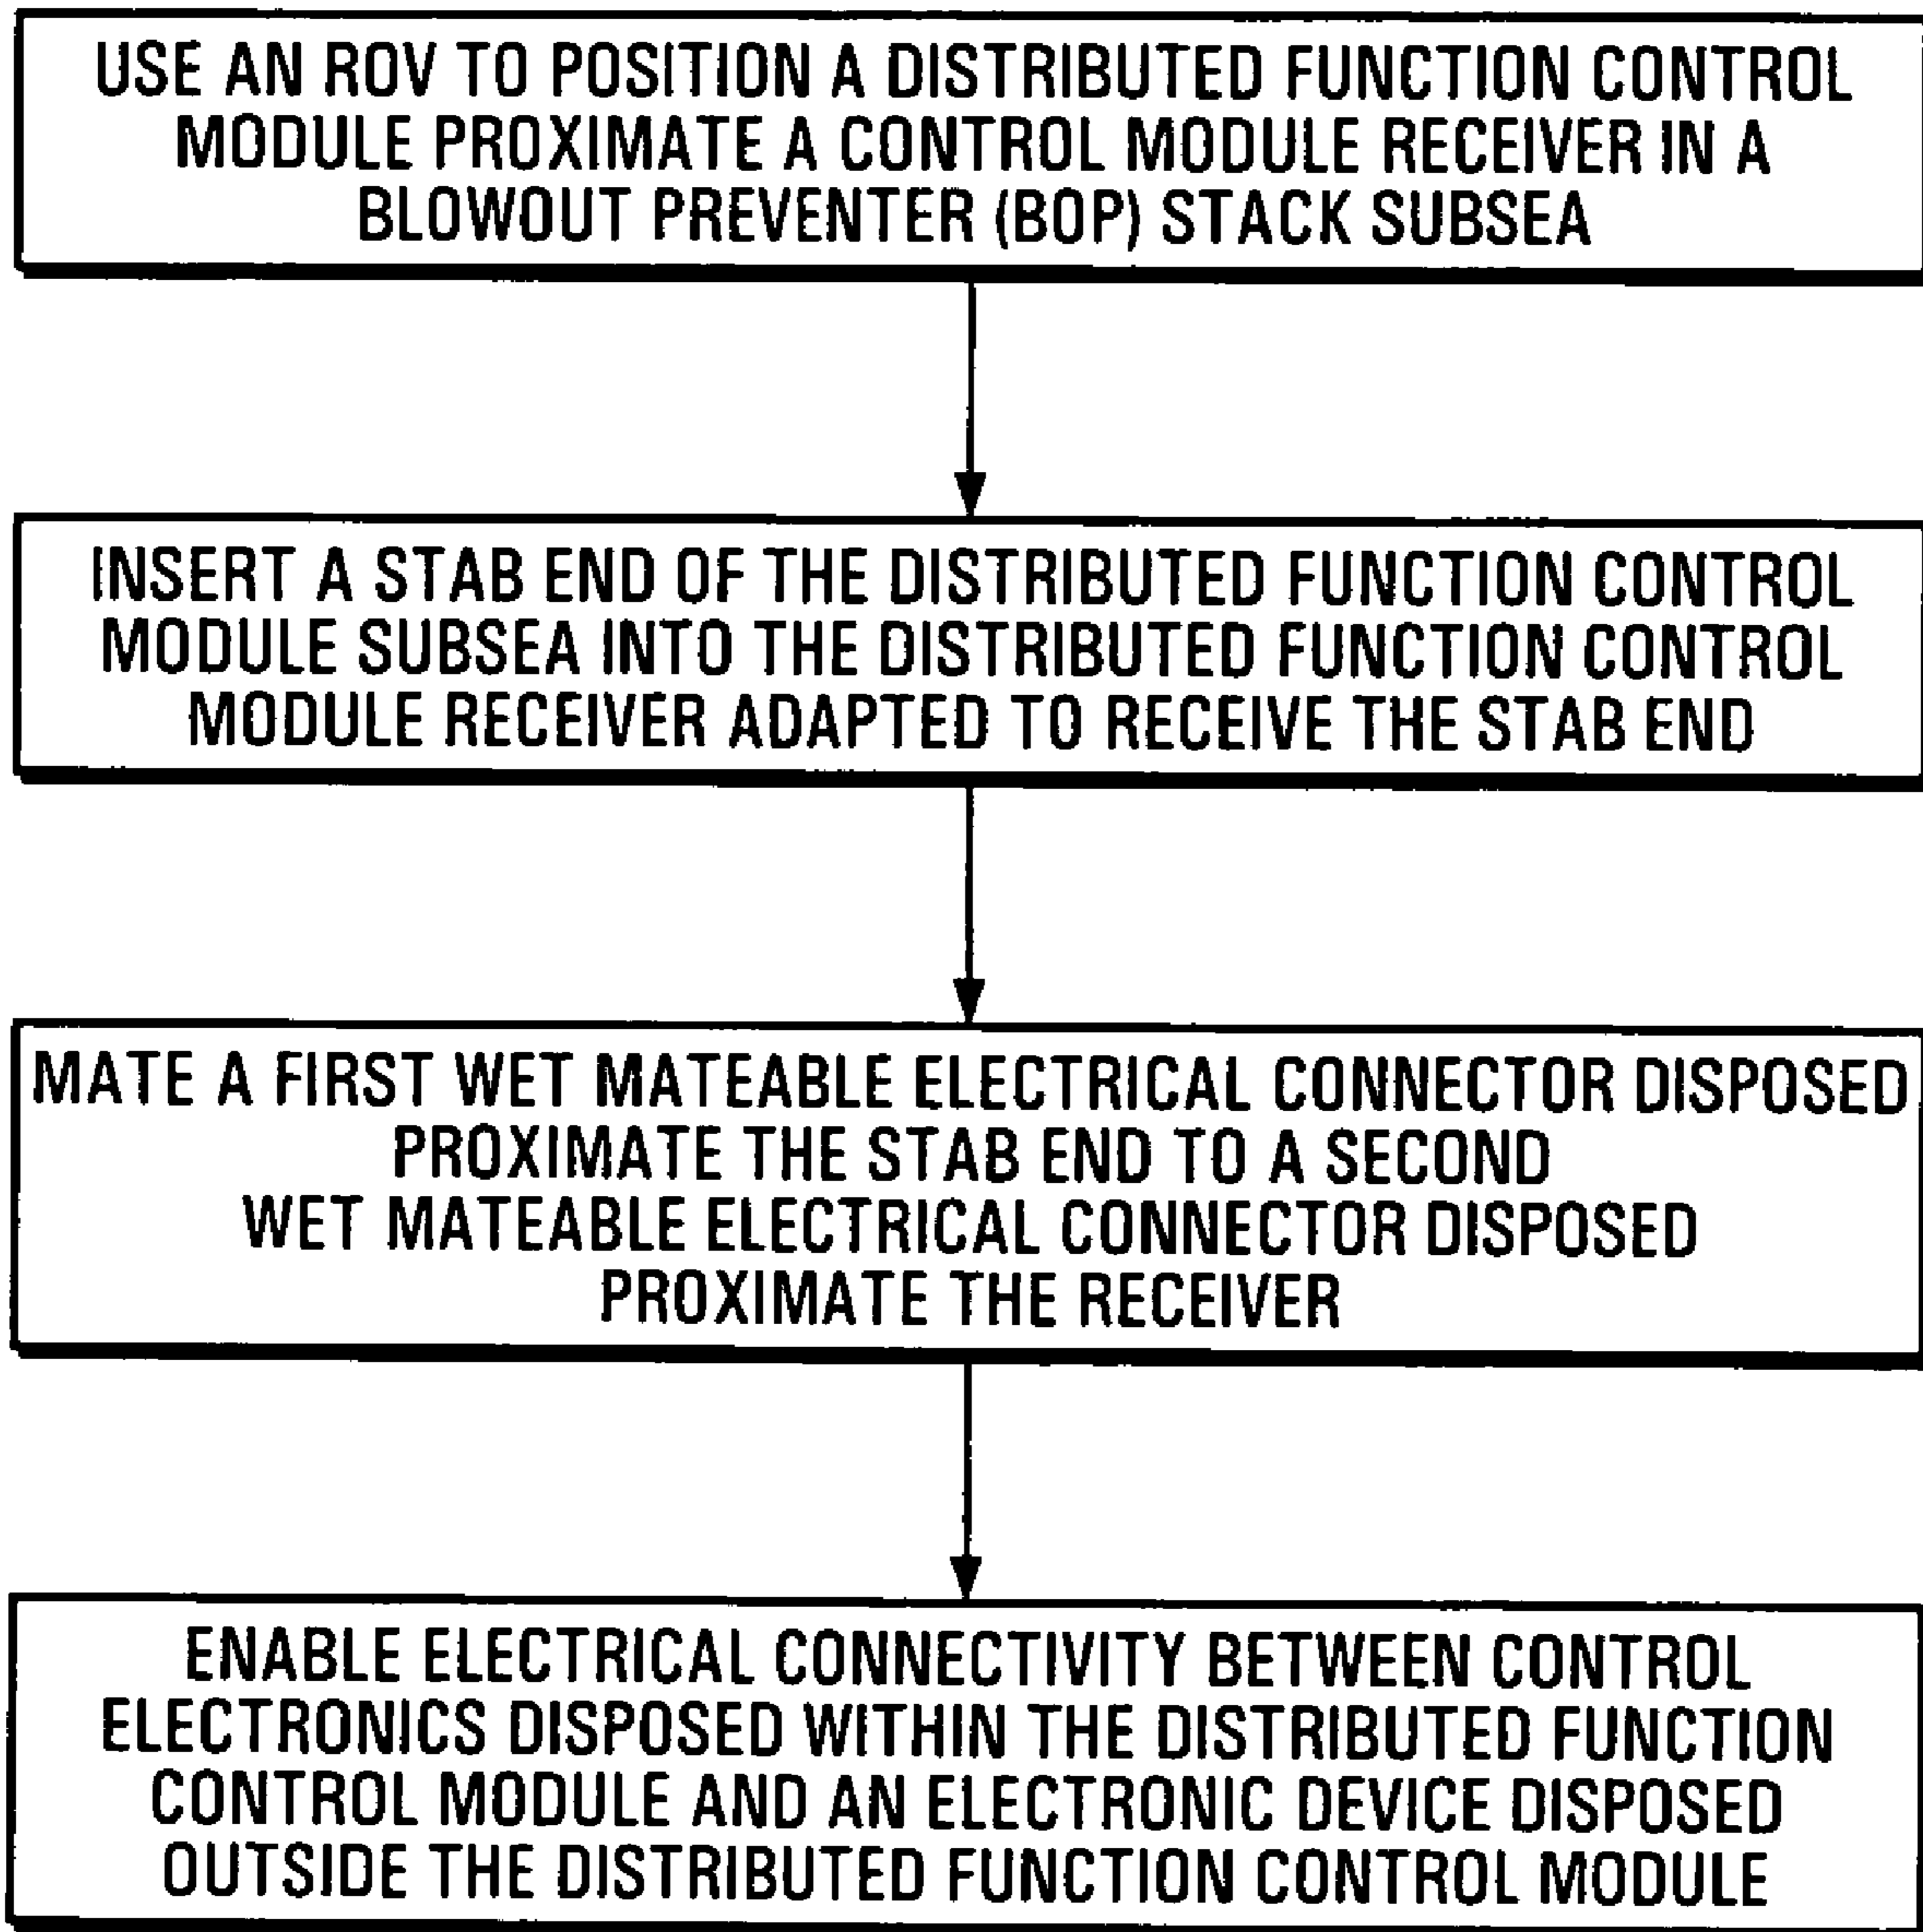 USE AN ROV TO POSITION A DISTRIBUTED FUNCTION CONTROL
MODULE PROXIMATE A CONTROL MODULE RECEIVER IN A
BLOWOUT PREVENTER (BOP) STACK SUBSEA
INSERT A STAB END OF THE DISTRIBUTED FUNCTION CONTROL
MODULE SUBSEA INTO THE DISTRIBUTED FUNCTION CONTROL
MODULE RECEIVER ADAPTED TO RECEIVE THE STAB END
MATE A FIRST WET MATEABLE ELECTRICAL CONNECTOR DISPOSED
PROXIMATE THE STAB END TO A SECOND
WET MATEABLE ELECTRICAL CONNECTOR DISPOSED
PROXIMATE THE RECEIVER
ENABLE ELECTRICAL CONNECTIVITY BETWEEN CONTROL
ELECTRONICS DISPOSED WITHIN THE DISTRIBUTED FUNCTION
CONTROL MODULE AND AN ELECTRONIC DEVICE DISPOSED
OUTSIDE THE DISTRIBUTED FUNCTION CONTROL MODULE